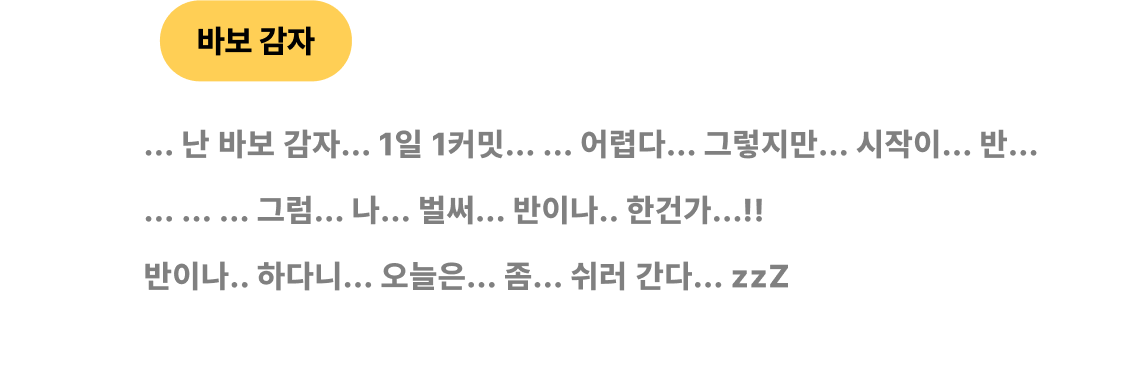 바보 감자
... 난 바보 감자... 1일 1커밋... ... 어렵다... 그렇지만... 시작이... 반...
... ... ... 그럼... 나... 벌써... 반이나.. 한건가...!!
반이나.. 하다니... 오늘은... 좀... 쉬러 간다... zzZ